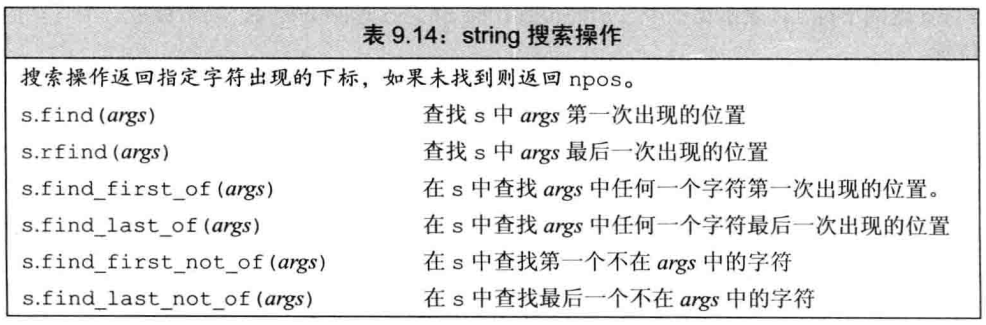 表 9.14：string 搜索操作
搜索操作返回指定字符出现的下标，如果未找到则返回 npos。
s.find(args) 查找 s 中 args 第一次出现的位置
s.rfind(args) 查找 s 中 args 最后一次出现的位置
s.find_first_of(args) 在 s 中查找 args 中任何一个字符第一次出现的位置。
s.find_last_of(args) 在 s 中查找 args 中任何一个字符最后一次出现的位置
s.find_first_not_of(args) 在 s 中查找第一个不在 args 中的字符
s.find_last_not_of(args) 在 s 中查找最后一个不在 args 中的字符